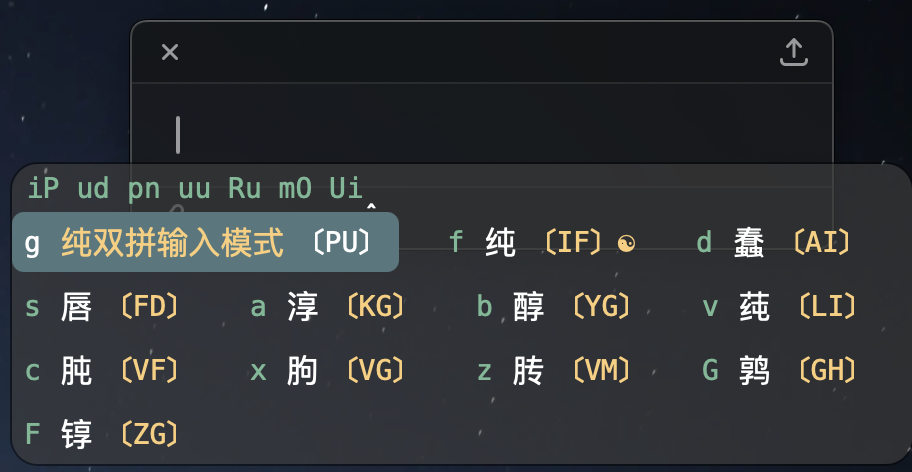 iP ud pn uu Ru mO Ui‸
g 纯双拼输入模式 〔PU〕 f 纯 〔IF〕☯ d 蠢 〔AI〕
s 唇 〔FD〕 a 淳 〔KG〕 b 醇 〔YG〕 v 莼 〔LI〕
c 肫 〔VF〕 x 朐 〔VG〕 z 䏝 〔VM〕 G 鹑 〔GH〕
F 錞 〔ZG〕